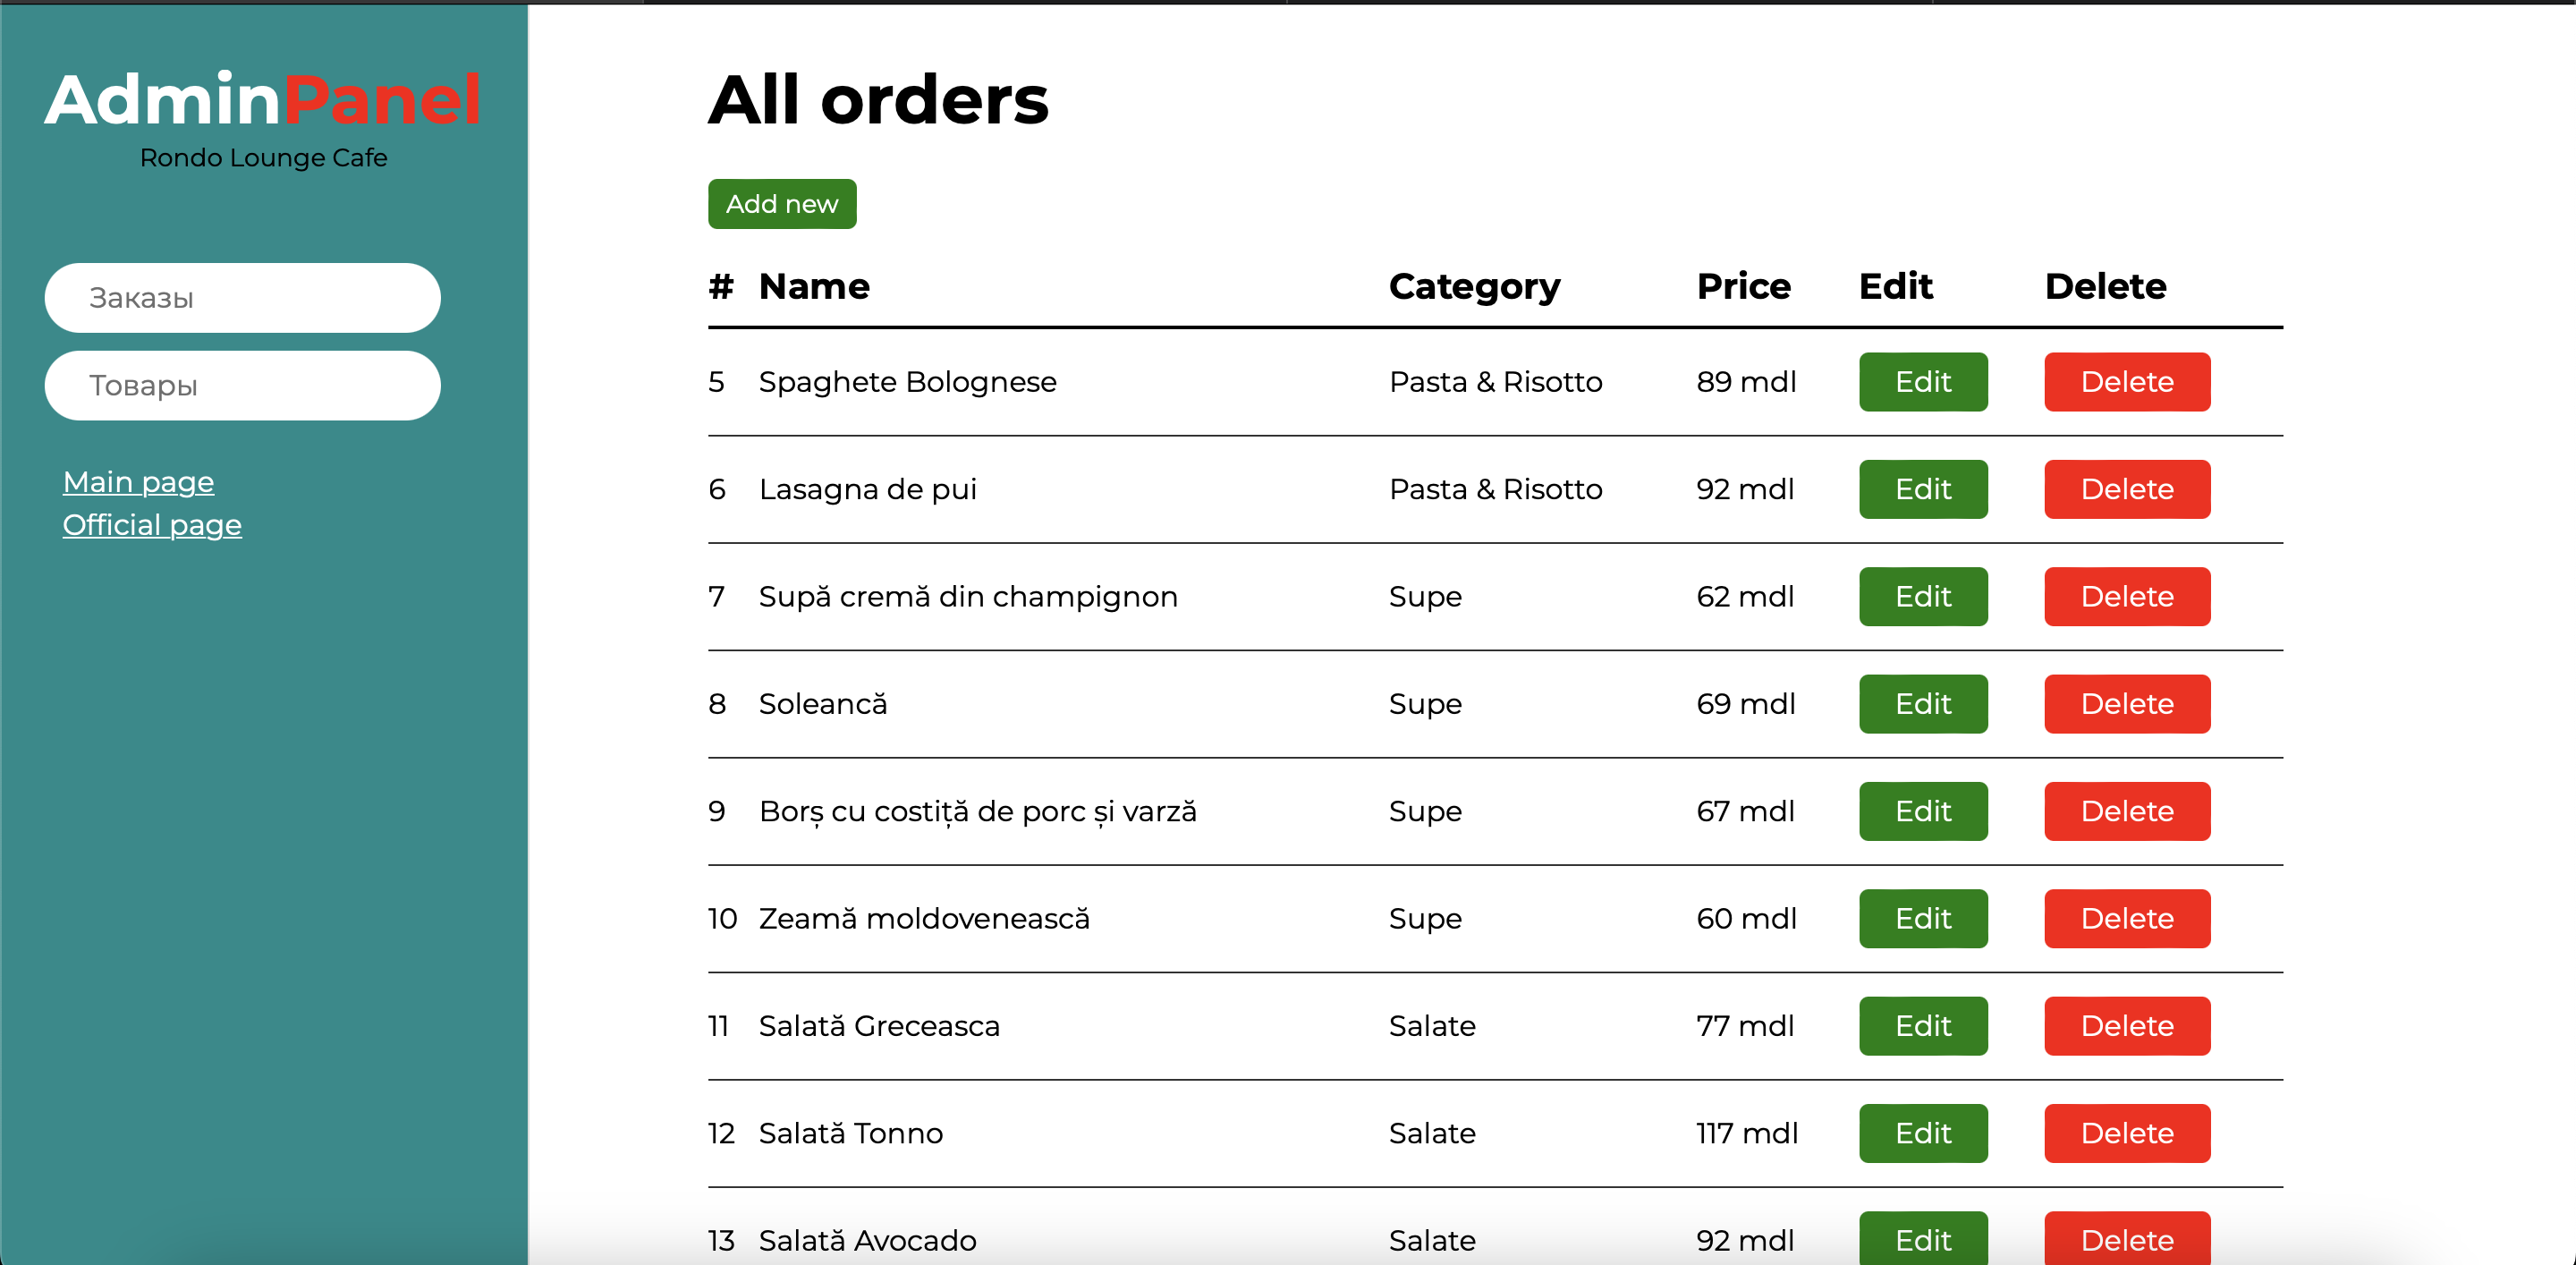 AdminPanel
Rondo Lounge Cafe
Заказы
Товары
Main page
Official page
All orders
Add new
# Name Category Price Edit Delete
5 Spaghete Bolognese Pasta & Risotto 89 mdl Edit Delete
6 Lasagna de pui Pasta & Risotto 92 mdl Edit Delete
7 Supă cremă din champignon Supe 62 mdl Edit Delete
8 Soleancă Supe 69 mdl Edit Delete
9 Borș cu costiță de porc și varză Supe 67 mdl Edit Delete
10 Zeamă moldovenească Supe 60 mdl Edit Delete
11 Salată Greceasca Salate 77 mdl Edit Delete
12 Salată Tonno Salate 117 mdl Edit Delete
13 Salată Avocado Salate 92 mdl Edit Delete